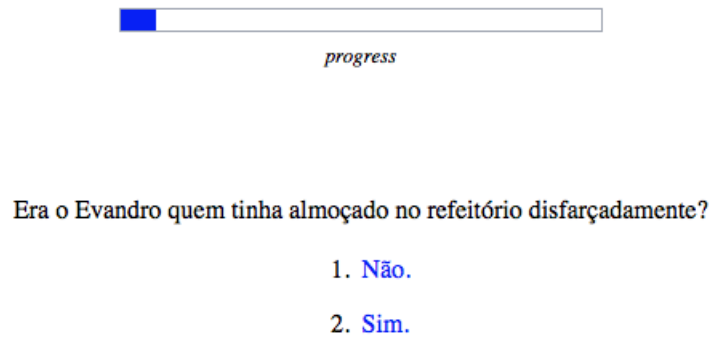 progress
Era o Evandro quem tinha almoçado no refeitório disfarçadamente?
1. Não.
2. Sim.